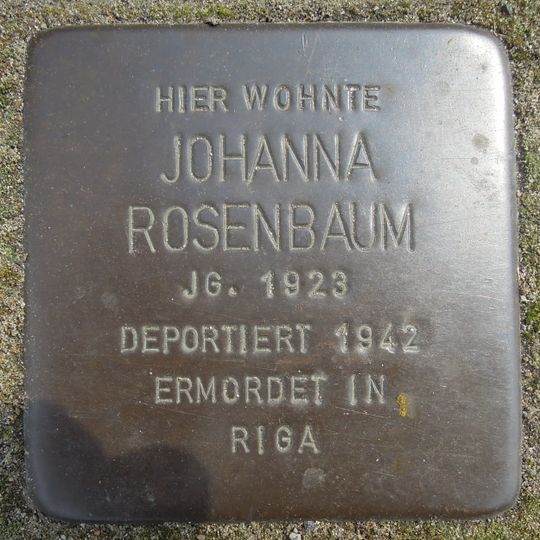 HIER WOHNTE
JOHANNA
ROSENBAUM
JG. 1923
DEPORTIERT 1942
ERMORDET IN
RIGA